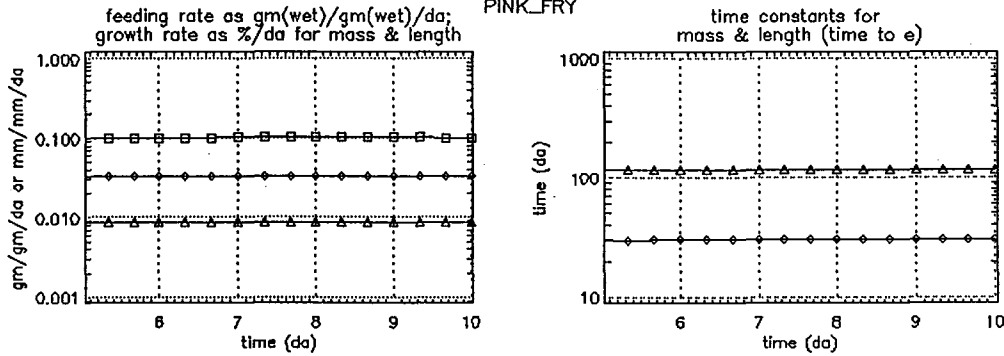 PINK_FRY
feeding rate as gm(wet)/gm(wet)/da;
growth rate as %/da for mass & length
gm/gm/da or mm/mm/da
1.000
0.100
0.010
0.001
6
7
8
9
10
time (da)
time constants for
mass & length (time to e)
time (da)
1000
100
10
6
7
8
9
10
time (da)